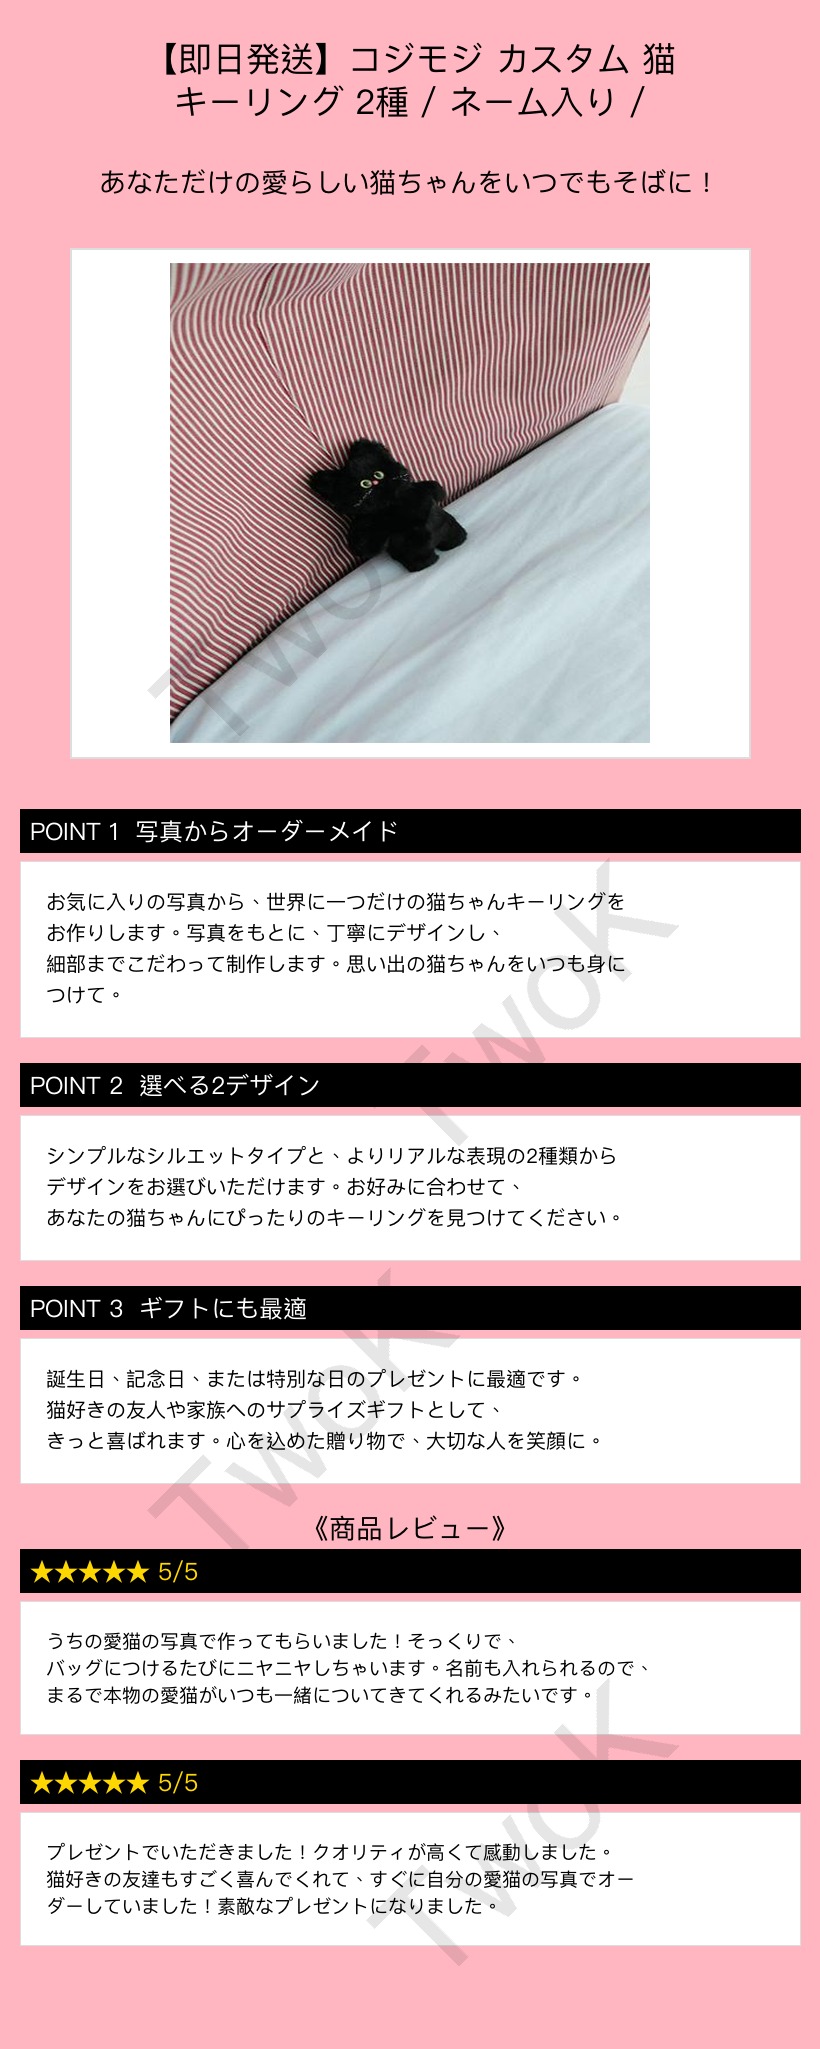 【即日発送】コジモジ カスタム 猫
キーリング 2種 / ネーム入り /
あなただけの愛らしい猫ちゃんをいつでもそばに！
TwoK
POINT 1 写真からオーダーメイド
お気に入りの写真から、世界に一つだけの猫ちゃんキーリングを
お作りします。写真をもとに、丁寧にデザインし、
細部までこだわって制作します。思い出の猫ちゃんをいつも身に
つけて。
TwoK
POINT 2 選べる2デザイン
シンプルなシルエットタイプと、よりリアルな表現の2種類から
デザインをお選びいただけます。お好みに合わせて、
あなたの猫ちゃんにぴったりのキーリングを見つけてください。
POINT 3 ギフトにも最適
誕生日、記念日、または特別な日のプレゼントに最適です。
猫好きの友人や家族へのサプライズギフトとして、
きっと喜ばれます。心を込めた贈り物で、大切な人を笑顔に。
TwoK
《商品レビュー》
★★★★★ 5/5
うちの愛猫の写真で作ってもらいました！そっくりで、
バッグにつけるたびにニヤニヤしちゃいます。名前も入れられるので、
まるで本物の愛猫がいつも一緒についてきてくれるみたいです。
★★★★★ 5/5
プレゼントでいただきました！クオリティが高くて感動しました。
猫好きの友達もすごく喜んでくれて、すぐに自分の愛猫の写真でオー
ダーしていました！素敵なプレゼントになりました。
TwoK